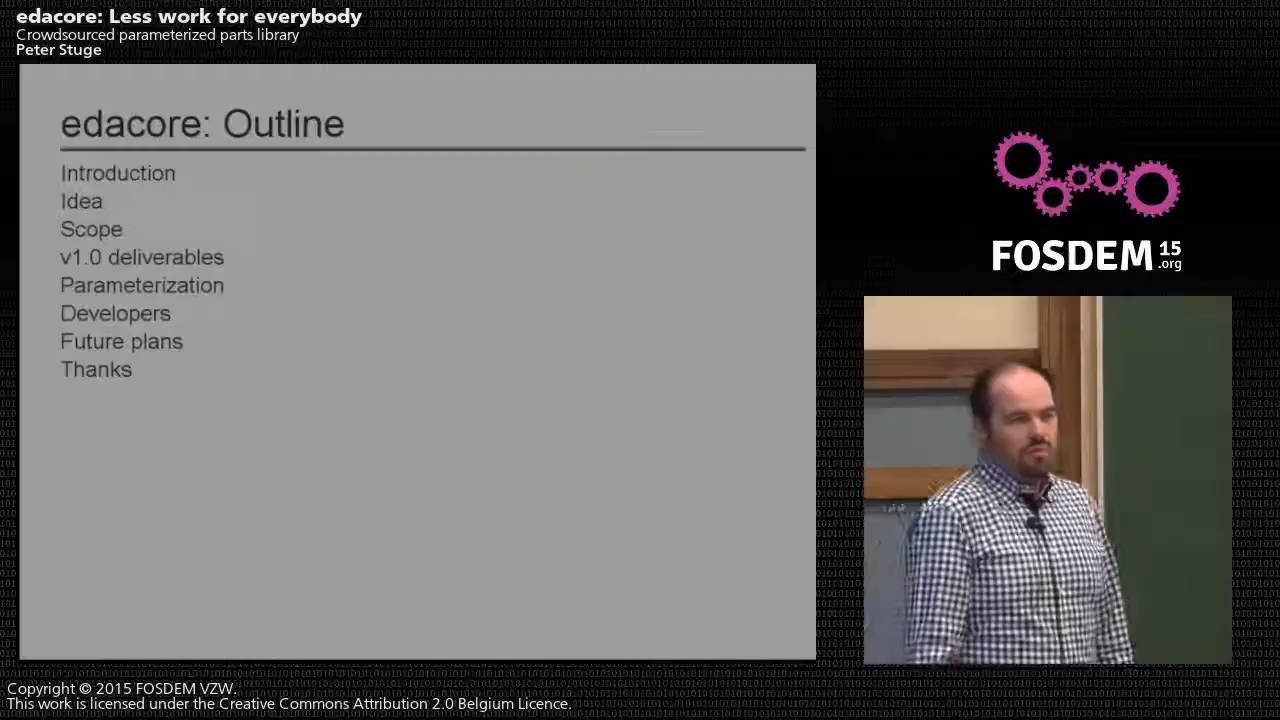 edacore: Less work for everybody
Crowdsourced parameterized parts library
Peter Stuge
edacore: Outline
Introduction
Idea
Scope
v1.0 deliverables
Parameterization
Developers
Future plans
Thanks
FOSDEM 15
.org
Copyright © 2015 FOSDEM VZW.
This work is licensed under the Creative Commons Attribution 2.0 Belgium Licence.